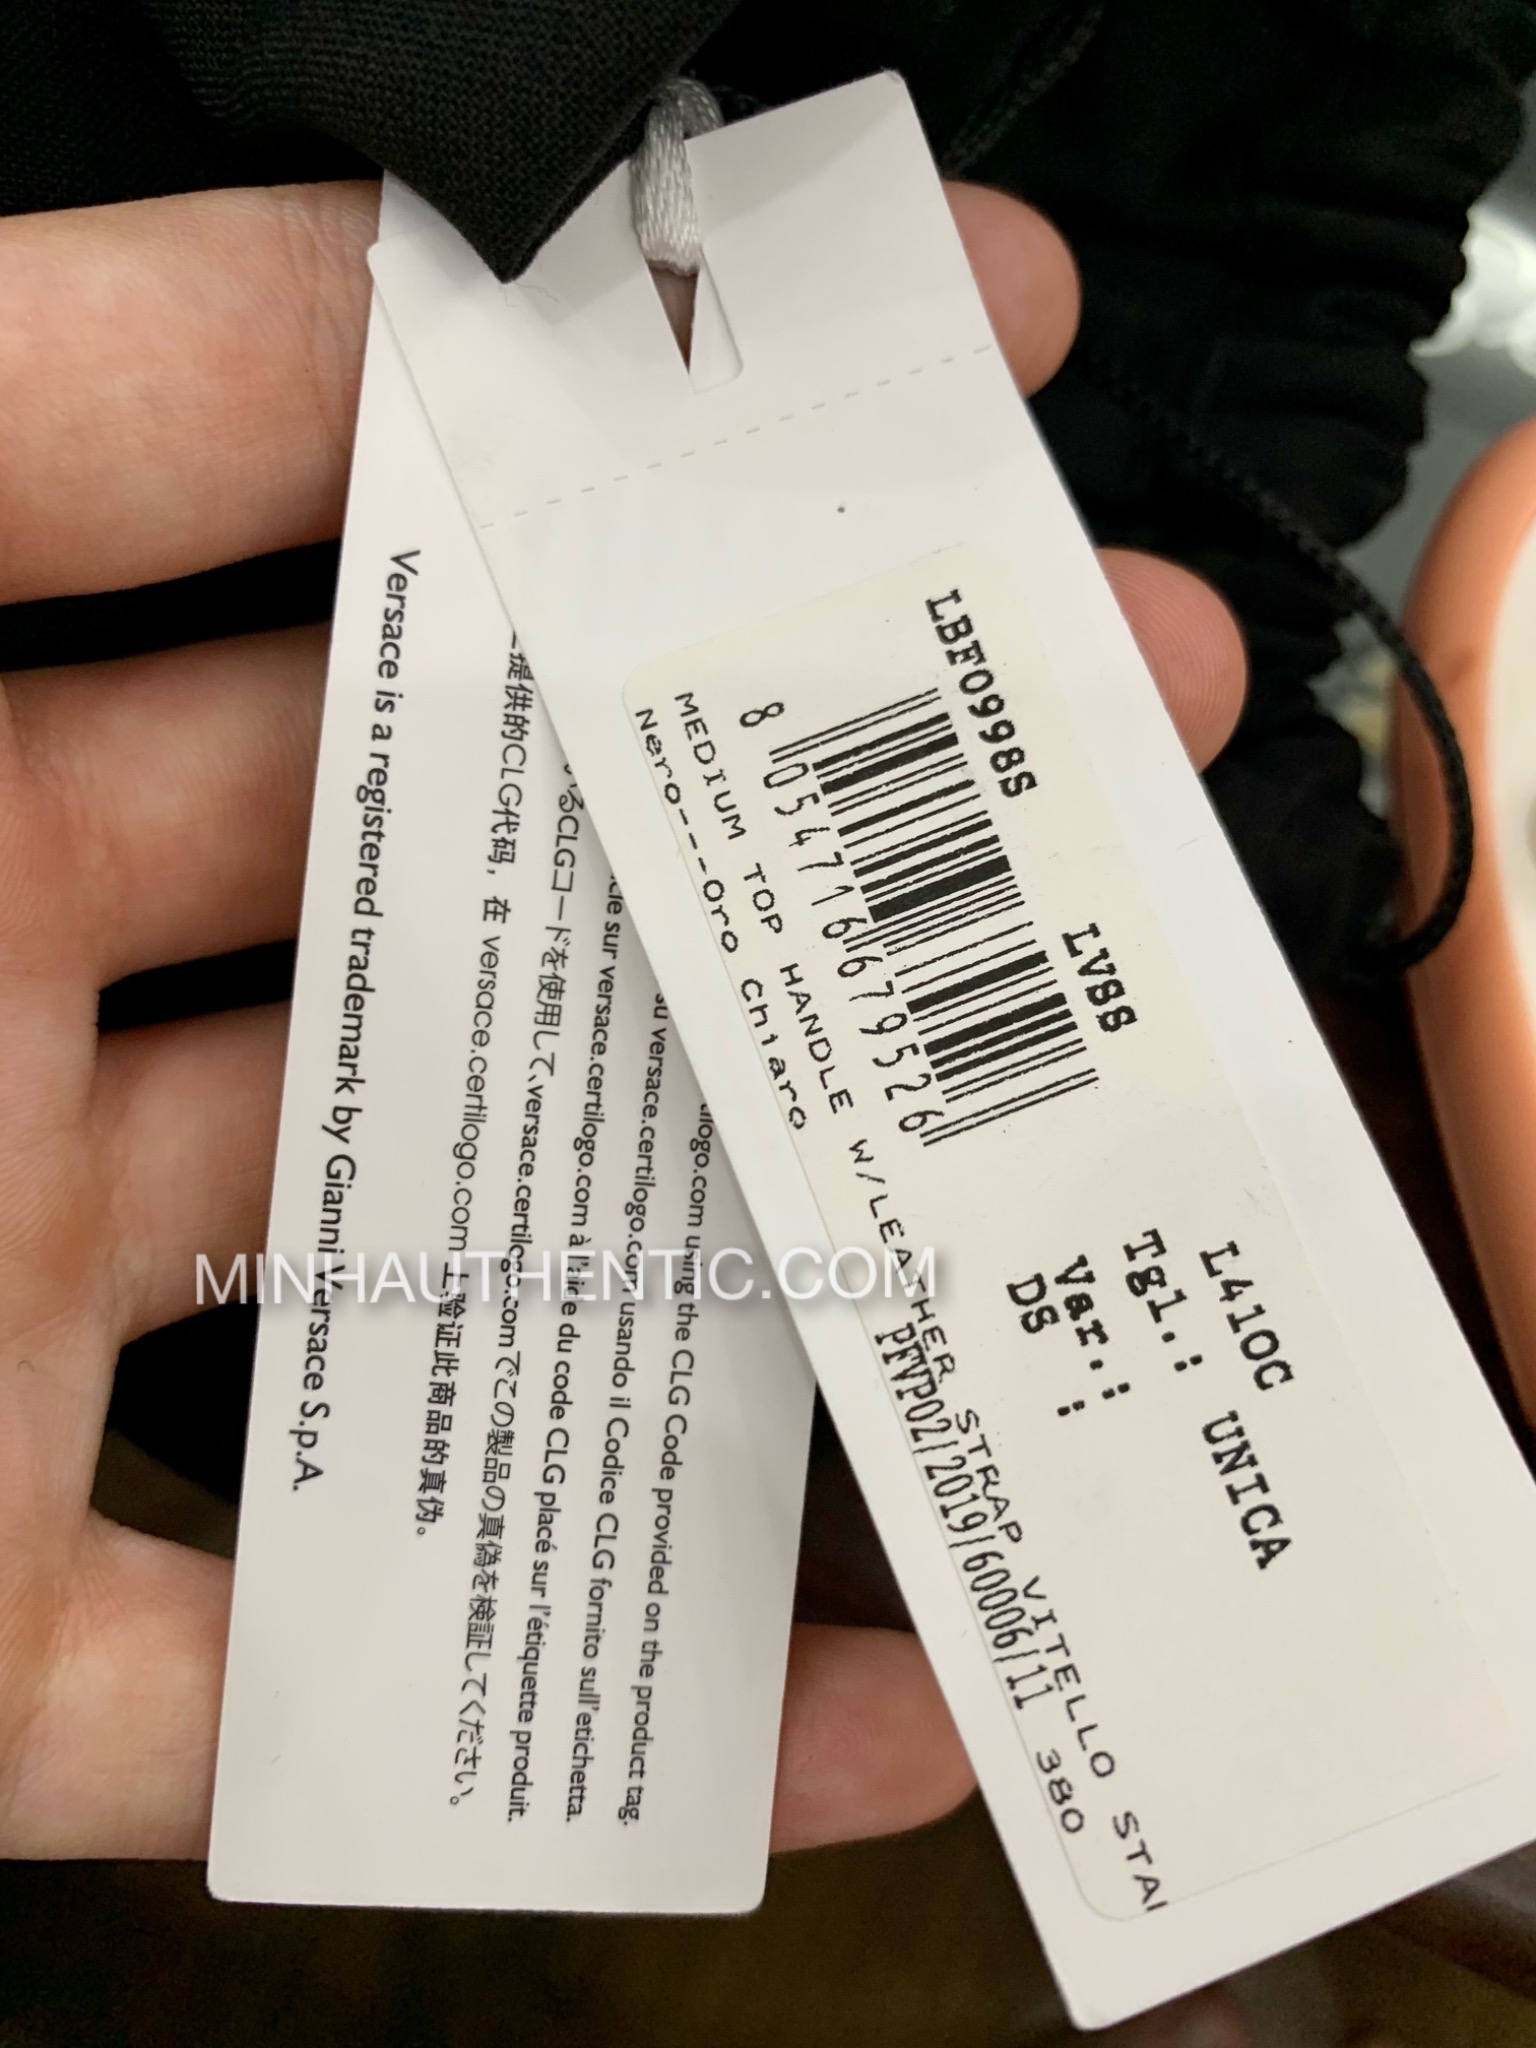 Versace is a registered trademark by Gianni Versace S.p.A.
提供的CLG代码，在 versace.certilogo.com 上验证此商品的真伪。
るCLGコードを使用して、versace.certilogo.comでこの製品の真偽を検証してください。
cle sur versace.certilogo.com à l'aide du code CLG placé sur l'étiquette produit.
su versace.certilogo.com usando il Codice CLG fornito sull'etichetta.
tilogo.com using the CLG Code provided on the product tag.
LBF0998S LVSS L41OC UNICA
Tgl.:
Var.:
DS :
8 054716 679526
MEDIUM TOP HANDLE W/LEATHER STRAP VITELLO STA
Nero---Oro Chiaro
PFVP02/2019/60006/11 380
MINHAUTHENTIC.COM